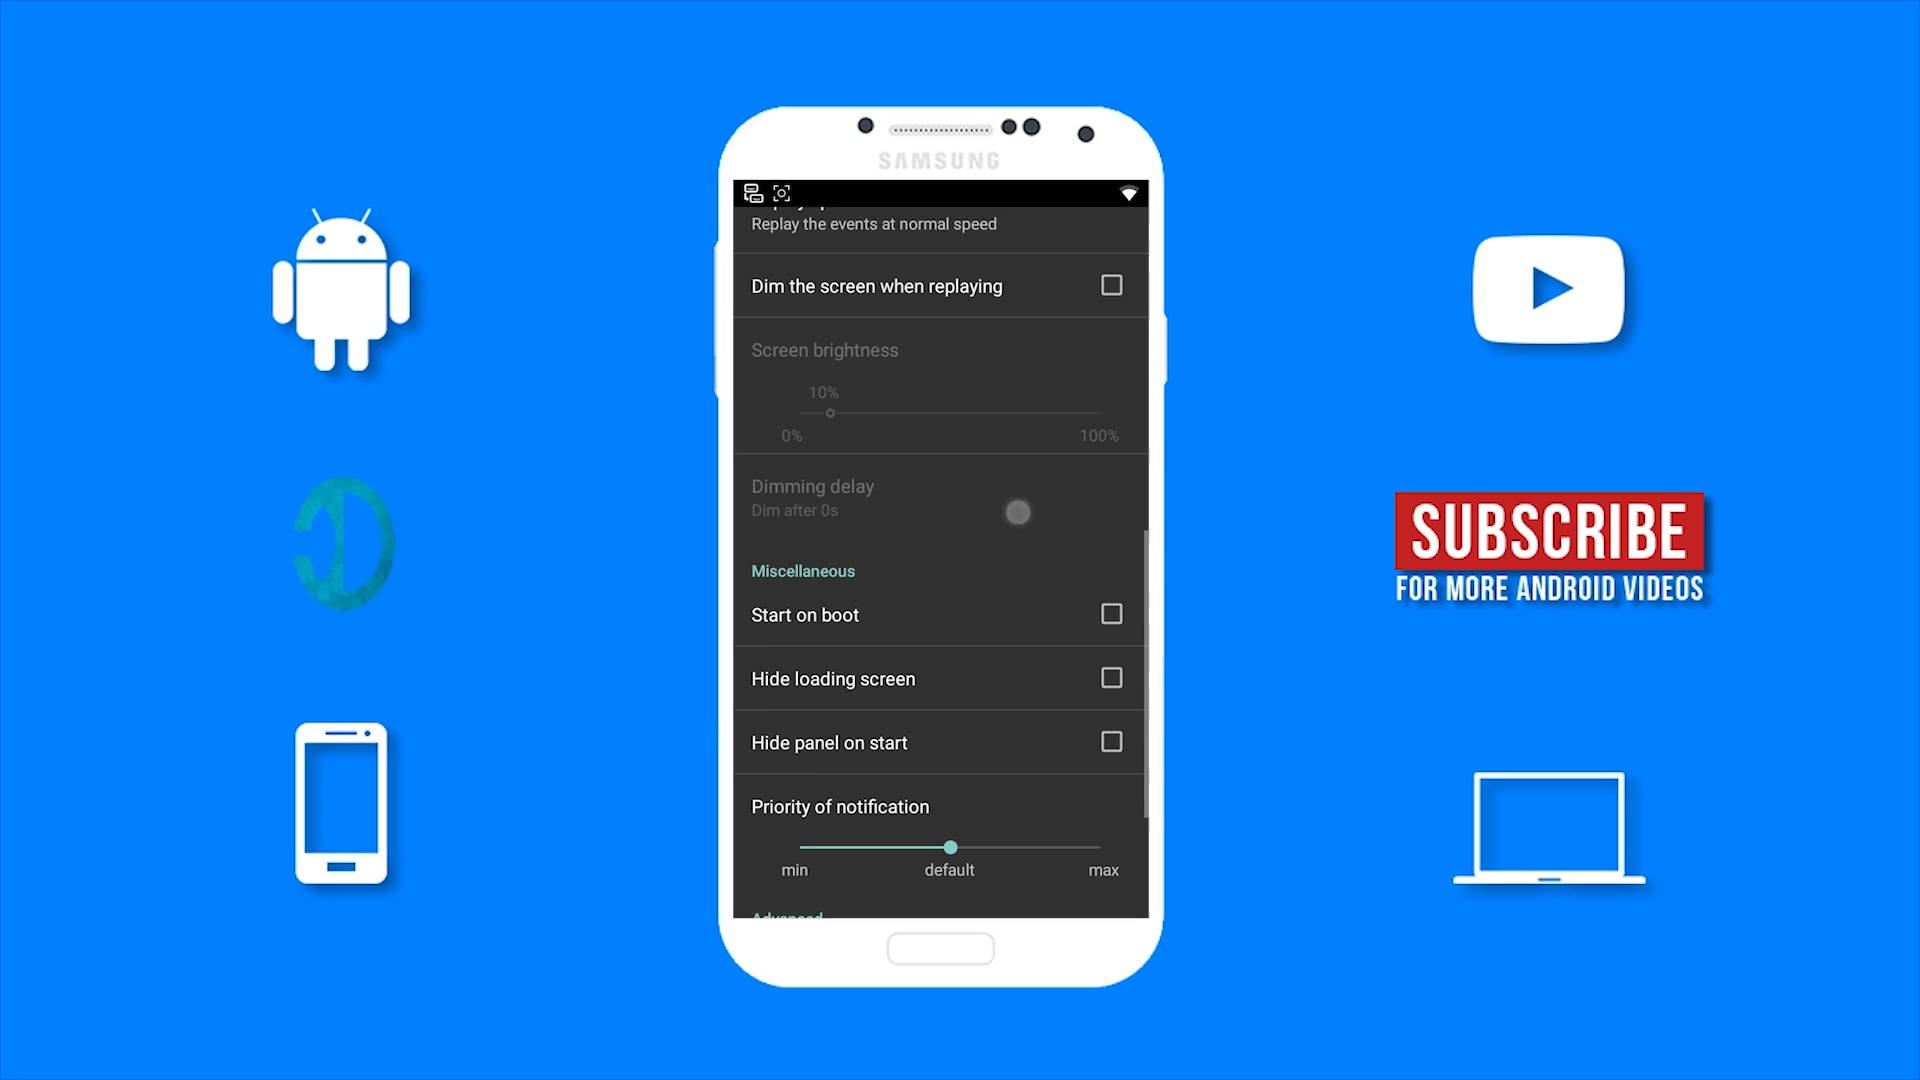 SAMSUNG
Replay the events at normal speed
Dim the screen when replaying
Screen brightness
10%
0% 100%
Dimming delay
Dim after 0s
Miscellaneous
Start on boot
Hide loading screen
Hide panel on start
Priority of notification
min default max
Advanced
SUBSCRIBE
FOR MORE ANDROID VIDEOS